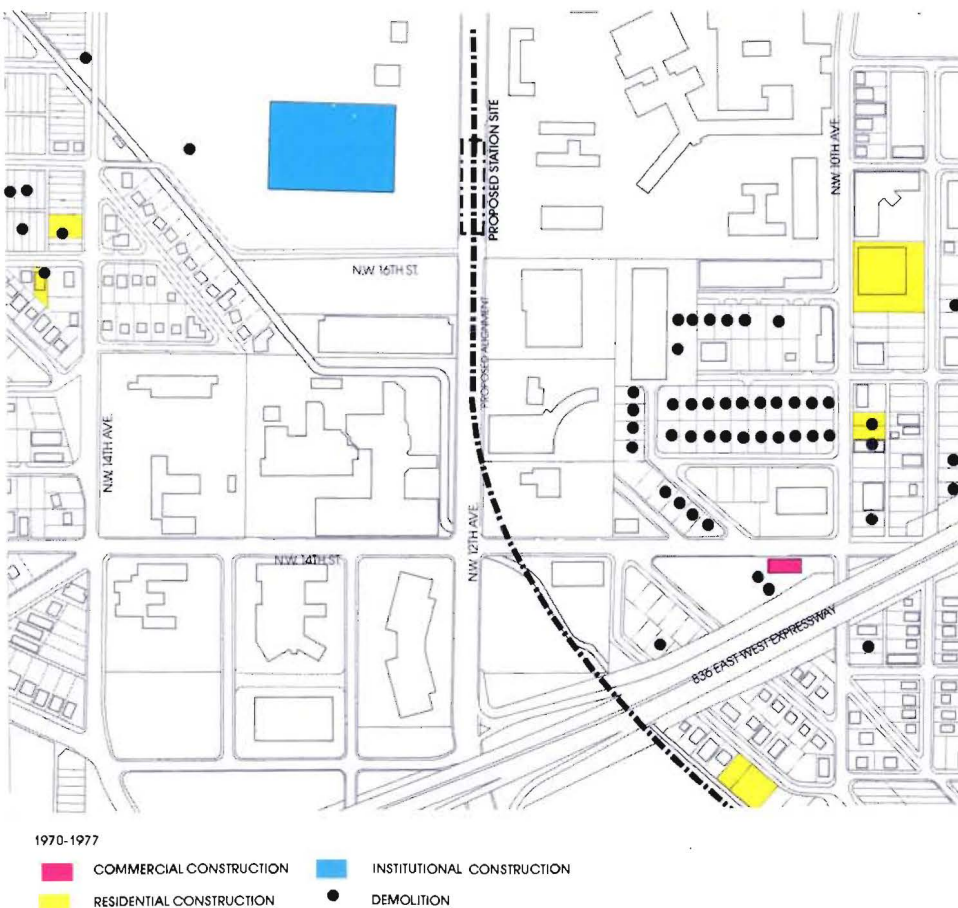 PROPOSED STATION SITE
N.W. 10TH AVE.
N.W. 16TH ST.
PROPOSED ALIGNMENT
N.W. 14TH AVE.
N.W. 12TH AVE.
N.W. 14TH ST.
836 EAST WEST EXPRESSWAY
1970-1977
COMMERCIAL CONSTRUCTION
INSTITUTIONAL CONSTRUCTION
RESIDENTIAL CONSTRUCTION
DEMOLITION